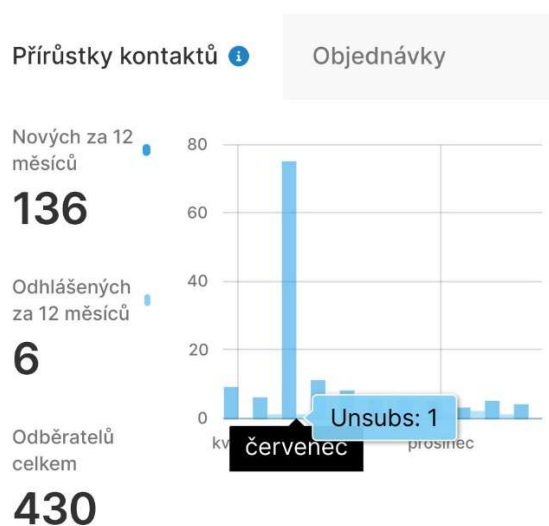 Přírůstky kontaktů
Objednávky
Nových za 12
měsíců
136
Odhlášených
za 12 měsíců
6
Odběratelů
celkem
430
80
60
40
20
0
Unsubs: 1
červenec
prosinec